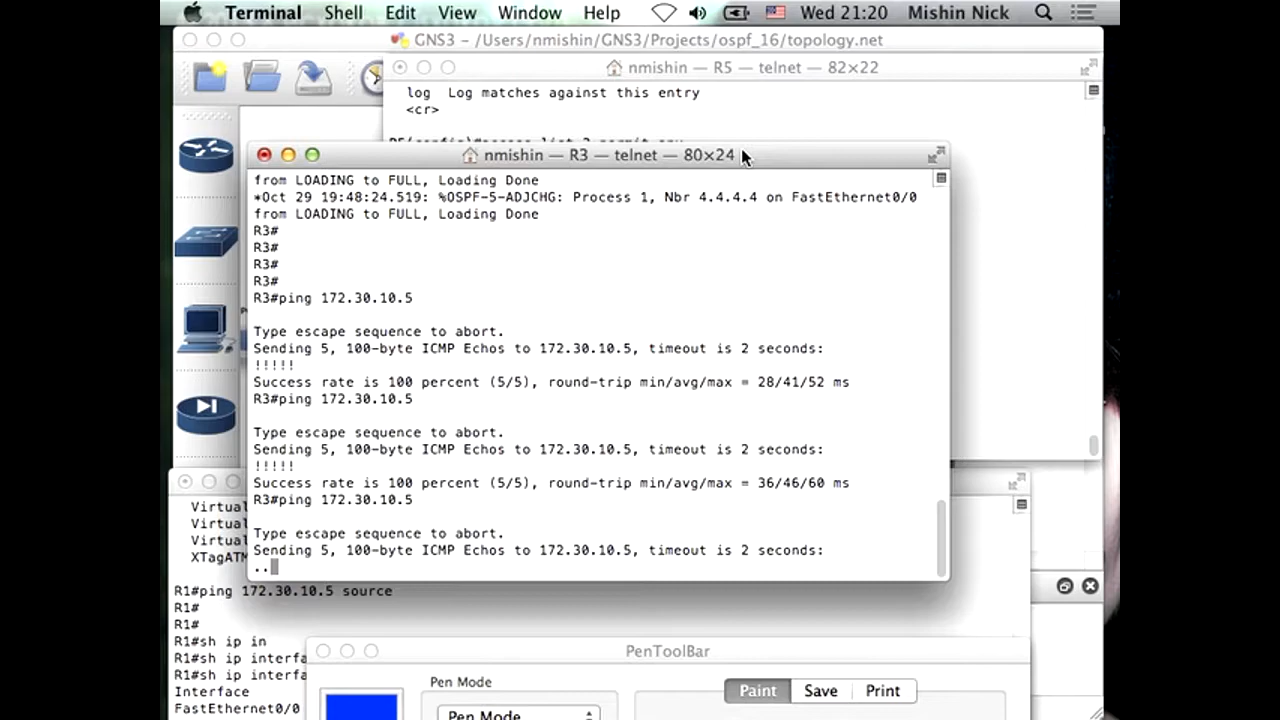 Terminal Shell Edit View Window Help Wed 21:20 Mishin Nick
GNS3 – /Users/nmishin/GNS3/Projects/ospf_16/topology.net
nmishin — R5 — telnet — 82×22
log Log matches against this entry
<cr>
nmishin — R3 — telnet — 80×24
from LOADING to FULL, Loading Done
*Oct 29 19:48:24.519: %OSPF-5-ADJCHG: Process 1, Nbr 4.4.4.4 on FastEthernet0/0
from LOADING to FULL, Loading Done
R3#
R3#
R3#
R3#
R3#ping 172.30.10.5
Type escape sequence to abort.
Sending 5, 100-byte ICMP Echos to 172.30.10.5, timeout is 2 seconds:
!!!!!
Success rate is 100 percent (5/5), round-trip min/avg/max = 28/41/52 ms
R3#ping 172.30.10.5
Type escape sequence to abort.
Sending 5, 100-byte ICMP Echos to 172.30.10.5, timeout is 2 seconds:
!!!!!
Success rate is 100 percent (5/5), round-trip min/avg/max = 36/46/60 ms
R3#ping 172.30.10.5
Type escape sequence to abort.
Sending 5, 100-byte ICMP Echos to 172.30.10.5, timeout is 2 seconds:
..
Virtual
Virtual
Virtual
XTagATM
R1#ping 172.30.10.5 source
R1#
R1#
R1#sh ip in
R1#sh ip interfa
R1#sh ip interfa
Interface
FastEthernet0/0
PenToolBar
Pen Mode
Paint Save Print
Pen Mode